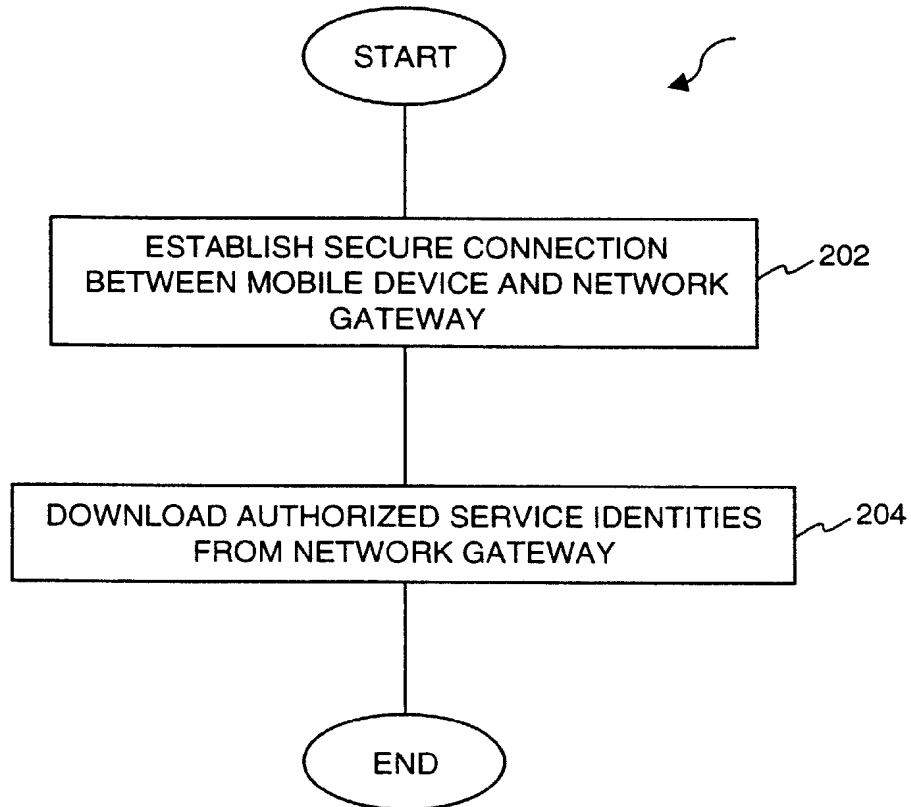 START
ESTABLISH SECURE CONNECTION
BETWEEN MOBILE DEVICE AND NETWORK
GATEWAY
202
DOWNLOAD AUTHORIZED SERVICE IDENTITIES
FROM NETWORK GATEWAY
204
END